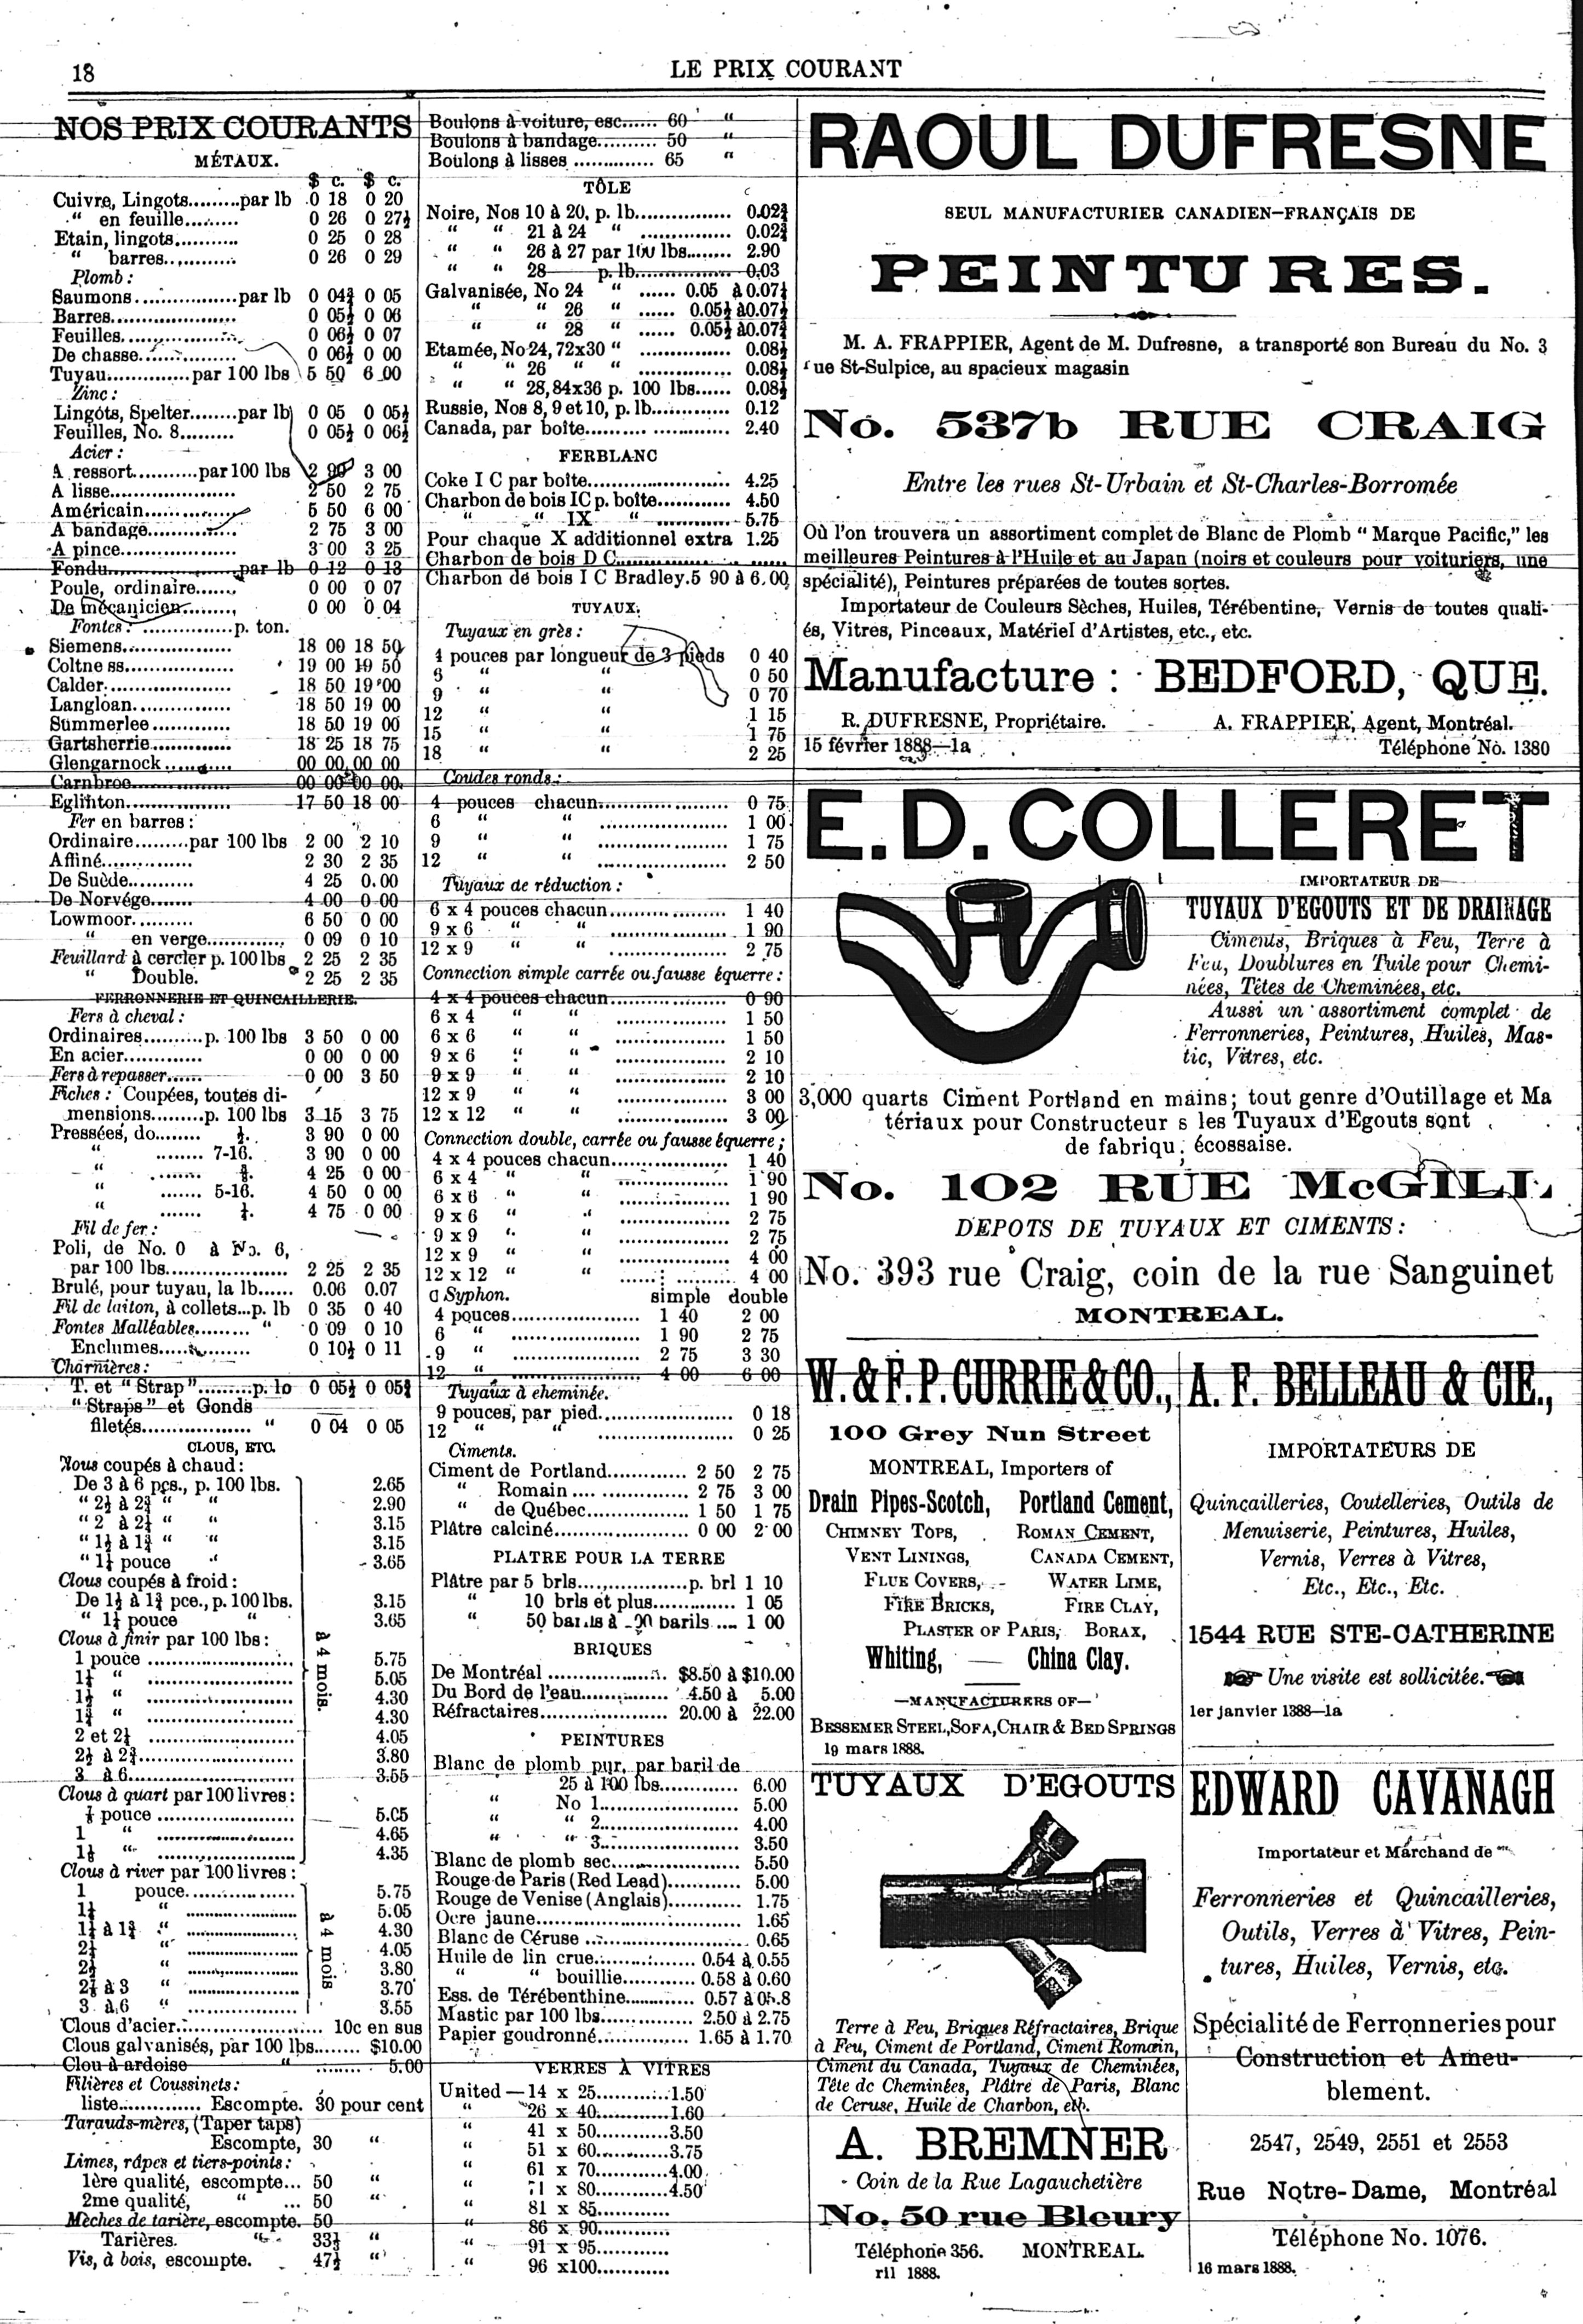 18
LE PRIX COURANT
NOS PRIX COURANTS
MÉTAUX.
$ c. $ c.
Cuivre, Lingots.........par lb 0 18 0 20
“ en feuille......... 0 26 0 27½
Etain, lingots........... 0 25 0 28
“ barres............ 0 26 0 29
Plomb :
Saumons..................par lb 0 04¾ 0 05
Barres...................... 0 05½ 0 06
Feuilles..................... 0 06½ 0 07
De chasse................. 0 06½ 0 00
Tuyau..............par 100 lbs 5 50 6 00
Zinc :
Lingots, Spelter........par lb 0 05 0 05½
Feuilles, No. 8......... 0 05½ 0 06½
Acier :
A ressort...........par 100 lbs 2 90 3 00
A lisse...................... 2 50 2 75
Américain................ 5 50 6 00
A bandage............... 2 75 3 00
A pince.................... 3 00 3 25
Fondu......................par lb 0 12 0 13
Poule, ordinaire....... 0 00 0 07
De mécanicien......... 0 00 0 04
Fontes : ..............p. ton.
Siemens.................. 18 00 18 50
Coltness.................. 19 00 19 50
Calder..................... 18 50 19 00
Langloan................. 18 50 19 00
Summerlee............. 18 50 19 00
Gartsherrie.............. 18 25 18 75
Glengarnock........... 00 00 00 00
Carnbroe................. 00 00 00 00
Eglinton.................. 17 50 18 00
Fer en barres :
Ordinaire.........par 100 lbs 2 00 2 10
Affiné............... 2 30 2 35
De Suède........... 4 25 0.00
De Norvége........ 4 00 0 00
Lowmoor.......... 6 50 0 00
“ en verge............. 0 09 0 10
Feuillard à cercler p. 100 lbs 2 25 2 35
“ Double. 2 25 2 35
FERRONNERIE ET QUINCAILLERIE.
Fers à cheval :
Ordinaires..........p. 100 lbs 3 50 0 00
En acier............. 0 00 0 00
Fers à repasser...... 0 00 3 50
Fiches : Coupées, toutes di-
mensions.........p. 100 lbs 3 15 3 75
Pressées, do........ ½. 3 90 0 00
“ ........ 7-16. 3 90 0 00
“ ........ ⅜. 4 25 0 00
“ ....... 5-16. 4 50 0 00
“ ....... ¼. 4 75 0 00
Fil de fer :
Poli, de No. 0 à No. 6,
par 100 lbs................ 2 25 2 35
Brulé, pour tuyau, la lb...... 0.06 0.07
Fil de laiton, à collets...p. lb 0 35 0 40
Fontes Malléables......... “ 0 09 0 10
Enclumes............... 0 10½ 0 11
Charnières :
T. et “ Strap”..........p. lb 0 05½ 0 05¾
“Straps” et Gonds
filetés.................. “ 0 04 0 05
CLOUS, ETC.
Clous coupés à chaud :
De 3 à 6 pcs., p. 100 lbs. 2.65
“ 2½ à 2¾ “ “ 2.90
“ 2 à 2¼ “ “ 3.15
“ 1½ à 1¾ “ “ 3.15
“ 1¼ pouce “ 3.65
Clous coupés à froid :
De 1½ à 1¾ pce., p. 100 lbs. 3.15
“ 1¼ pouce “ 3.65
Clous à finir par 100 lbs :
1 pouce ........................ 5.75
1¼ “ ........................ 5.05
1½ “ ........................ 4.30
1¾ “ ........................ 4.30
2 et 2¼ ........................ 4.05
2½ à 2¾........................ 3.80
3 à 6............................ 3.55
à 4 mois.
Clous à quart par 100 livres :
⅞ pouce ........................ 5.05
1 “ ........................ 4.65
1⅛ “ ........................ 4.35
Clous à river par 100 livres :
1 pouce.................. 5.75
1¼ “ .................. 5.05
1½ à 1¾ “ .................. 4.30
2¼ “ .................. 4.05
2½ “ .................. 3.80
2½ à 3 “ .................. 3.70
3 à 6 “ .................. 3.55
à 4 mois
Clous d'acier......................... 10c en sus
Clous galvanisés, par 100 lbs........ $10.00
Clou à ardoise “ ........ 5.00
Filières et Coussinets :
liste.............. Escompte. 30 pour cent
Tarauds-mères, (Taper taps)
Escompte, 30 “
Limes, râpes et tiers-points :
1ère qualité, escompte... 50 “
2me qualité, “ ... 50 “
Mèches de tarière, escompte. 50
Tarières. “ 33⅓ “
Vis, à bois, escompte. 47½ “
Boulons à voiture, esc...... 60 “
Boulons à bandage.......... 50 “
Boulons à lisses .............. 65 “
TÔLE
Noire, Nos 10 à 20, p. lb................ 0.02¾
“ “ 21 à 24 “ ............... 0.02¾
“ “ 26 à 27 par 100 lbs........ 2.90
“ “ 28 p. lb................. 0,03
Galvanisée, No 24 “ ...... 0.05 à 0.07¼
“ “ 26 “ ...... 0.05½ à0.07½
“ “ 28 “ ...... 0.05½ à0.07¾
Etamée, No 24, 72x30 “ ............... 0.08½
“ “ 26 “ “ ............... 0.08½
“ “ 28, 84x36 p. 100 lbs...... 0.08½
Russie, Nos 8, 9 et 10, p. lb............ 0.12
Canada, par boîte.......... ............. 2.40
FERBLANC
Coke I C par boîte........................ 4.25
Charbon de bois IC p. boîte............ 4.50
“ “ IX “ ............ 5.75
Pour chaque X additionnel extra 1.25
Charbon de bois D C.....................
Charbon de bois I C Bradley.5 90 à 6.00
TUYAUX.
Tuyaux en grès :
4 pouces par longueur de 3 pieds 0 40
6 “ “ 0 50
9 “ “ 0 70
12 “ “ 1 15
15 “ “ 1 75
18 “ “ 2 25
Coudes ronds :
4 pouces chacun....................... 0 75
6 “ “ ....................... 1 00
9 “ “ ....................... 1 75
12 “ “ ....................... 2 50
Tuyaux de réduction :
6 x 4 pouces chacun..................... 1 40
9 x 6 “ “ ..................... 1 90
12 x 9 “ “ ..................... 2 75
Connection simple carrée ou fausse équerre :
4 x 4 pouces chacun..................... 0 90
6 x 4 “ “ .................... 1 50
6 x 6 “ “ .................... 1 50
9 x 6 “ “ .................... 2 10
9 x 9 “ “ .................... 2 10
12 x 9 “ “ .................... 3 00
12 x 12 “ “ .................... 3 00
Connection double, carrée ou fausse équerre ;
4 x 4 pouces chacun..................... 1 40
6 x 4 “ “ .................... 1 90
6 x 6 “ “ .................... 1 90
9 x 6 “ “ .................... 2 75
9 x 9 “ “ .................... 2 75
12 x 9 “ “ .................... 4 00
12 x 12 “ “ .................... 4 00
Syphon. simple double
4 pouces....................... 1 40 2 00
6 “ ....................... 1 90 2 75
9 “ ....................... 2 75 3 30
12 “ ....................... 4 00 6 00
Tuyaux à cheminée.
9 pouces, par pied........................ 0 18
12 “ “ ........................ 0 25
Ciments.
Ciment de Portland............. 2 50 2 75
“ Romain .... ............... 2 75 3 00
“ de Québec................. 1 50 1 75
Plâtre calciné....................... 0 00 2 00
PLATRE POUR LA TERRE
Plâtre par 5 brls....................p. brl 1 10
“ 10 brls et plus.............. 1 05
“ 50 barils .... 1 00
BRIQUES
De Montréal ..................... $8.50 à $10.00
Du Bord de l'eau............... 4.50 à 5.00
Réfractaires....................... 20.00 à 22.00
PEINTURES
Blanc de plomb pur, par baril de
25 à 100 lbs............ 6.00
“ No 1...................... 5.00
“ “ 2...................... 4.00
“ “ 3...................... 3.50
Blanc de plomb sec...................... 5.50
Rouge de Paris (Red Lead)............. 5.00
Rouge de Venise (Anglais)............ 1.75
Ocre jaune.................................. 1.65
Blanc de Céruse .......................... 0.65
Huile de lin crue................ 0.54 à 0.55
“ “ bouillie............ 0.58 à 0.60
Ess. de Térébenthine............ 0.57 à
Mastic par 100 lbs............... 2.50 à 2.75
Papier goudronné................ 1.65 à 1.70
VERRES À VITRES
United — 14 x 25............1.50
“ 26 x 40............1.60
“ 41 x 50............3.50
“ 51 x 60............3.75
“ 61 x 70............4.00
“ 71 x 80............4.50
“ 81 x 85............
“ 86 x 90............
“ 91 x 95............
“ 96 x100............
RAOUL DUFRESNE
SEUL MANUFACTURIER CANADIEN-FRANÇAIS DE
PEINTURES.
M. A. FRAPPIER, Agent de M. Dufresne, a transporté son Bureau du No. 3
rue St-Sulpice, au spacieux magasin
No. 537b RUE CRAIG
Entre les rues St-Urbain et St-Charles-Borromée
Où l'on trouvera un assortiment complet de Blanc de Plomb “ Marque Pacific,” les
meilleures Peintures à l'Huile et au Japan (noirs et couleurs pour voituriers, une
spécialité), Peintures préparées de toutes sortes.
Importateur de Couleurs Sèches, Huiles, Térébentine, Vernis de toutes quali-
és, Vitres, Pinceaux, Matériel d'Artistes, etc., etc.
Manufacture : BEDFORD, QUE.
R. DUFRESNE, Propriétaire. - A. FRAPPIER, Agent, Montréal.
15 février 1888—1a Téléphone No. 1380
E. D. COLLERET
IMPORTATEUR DE
TUYAUX D'EGOUTS ET DE DRAINAGE
Ciments, Briques à Feu, Terre à
Feu, Doublures en Tuile pour Chemi-
nées, Têtes de Cheminées, etc.
Aussi un assortiment complet de
Ferronneries, Peintures, Huiles, Mas-
tic, Vitres, etc.
3,000 quarts Ciment Portland en mains; tout genre d'Outillage et Ma
tériaux pour Constructeur s les Tuyaux d'Egouts sont
de fabriqu; écossaise.
No. 102 RUE McGILL
DEPOTS DE TUYAUX ET CIMENTS :
No. 393 rue Craig, coin de la rue Sanguinet
MONTREAL.
W. & F. P. CURRIE & CO.,
100 Grey Nun Street
MONTREAL, Importers of
Drain Pipes-Scotch, Portland Cement,
CHIMNEY TOPS, ROMAN CEMENT,
VENT LININGS, CANADA CEMENT,
FLUE COVERS, WATER LIME,
FIRE BRICKS, FIRE CLAY,
PLASTER OF PARIS, BORAX,
Whiting, — China Clay.
—MANUFACTURERS OF—
BESSEMER STEEL, SOFA, CHAIR & BED SPRINGS
19 mars 1888.
A. F. BELLEAU & CIE.,
IMPORTATEURS DE
Quincailleries, Coutelleries, Outils de
Menuiserie, Peintures, Huiles,
Vernis, Verres à Vitres,
Etc., Etc., Etc.
1544 RUE STE-CATHERINE
Une visite est sollicitée.
1er janvier 1888—1a
TUYAUX D'EGOUTS
Terre à Feu, Briques Réfractaires, Brique
à Feu, Ciment de Portland, Ciment Romain,
Ciment du Canada, Tuyaux de Cheminées,
Tête de Cheminées, Plâtre de Paris, Blanc
de Ceruse, Huile de Charbon, etc.
A. BREMNER
Coin de la Rue Lagauchetière
No. 50 rue Bleury
Téléphone 356. MONTREAL.
ril 1888.
EDWARD CAVANAGH
Importateur et Marchand de
Ferronneries et Quincailleries,
Outils, Verres à Vitres, Pein-
tures, Huiles, Vernis, etc.
Spécialité de Ferronneries pour
Construction et Ameu-
blement.
2547, 2549, 2551 et 2553
Rue Notre-Dame, Montréal
Téléphone No. 1076.
16 mars 1888.